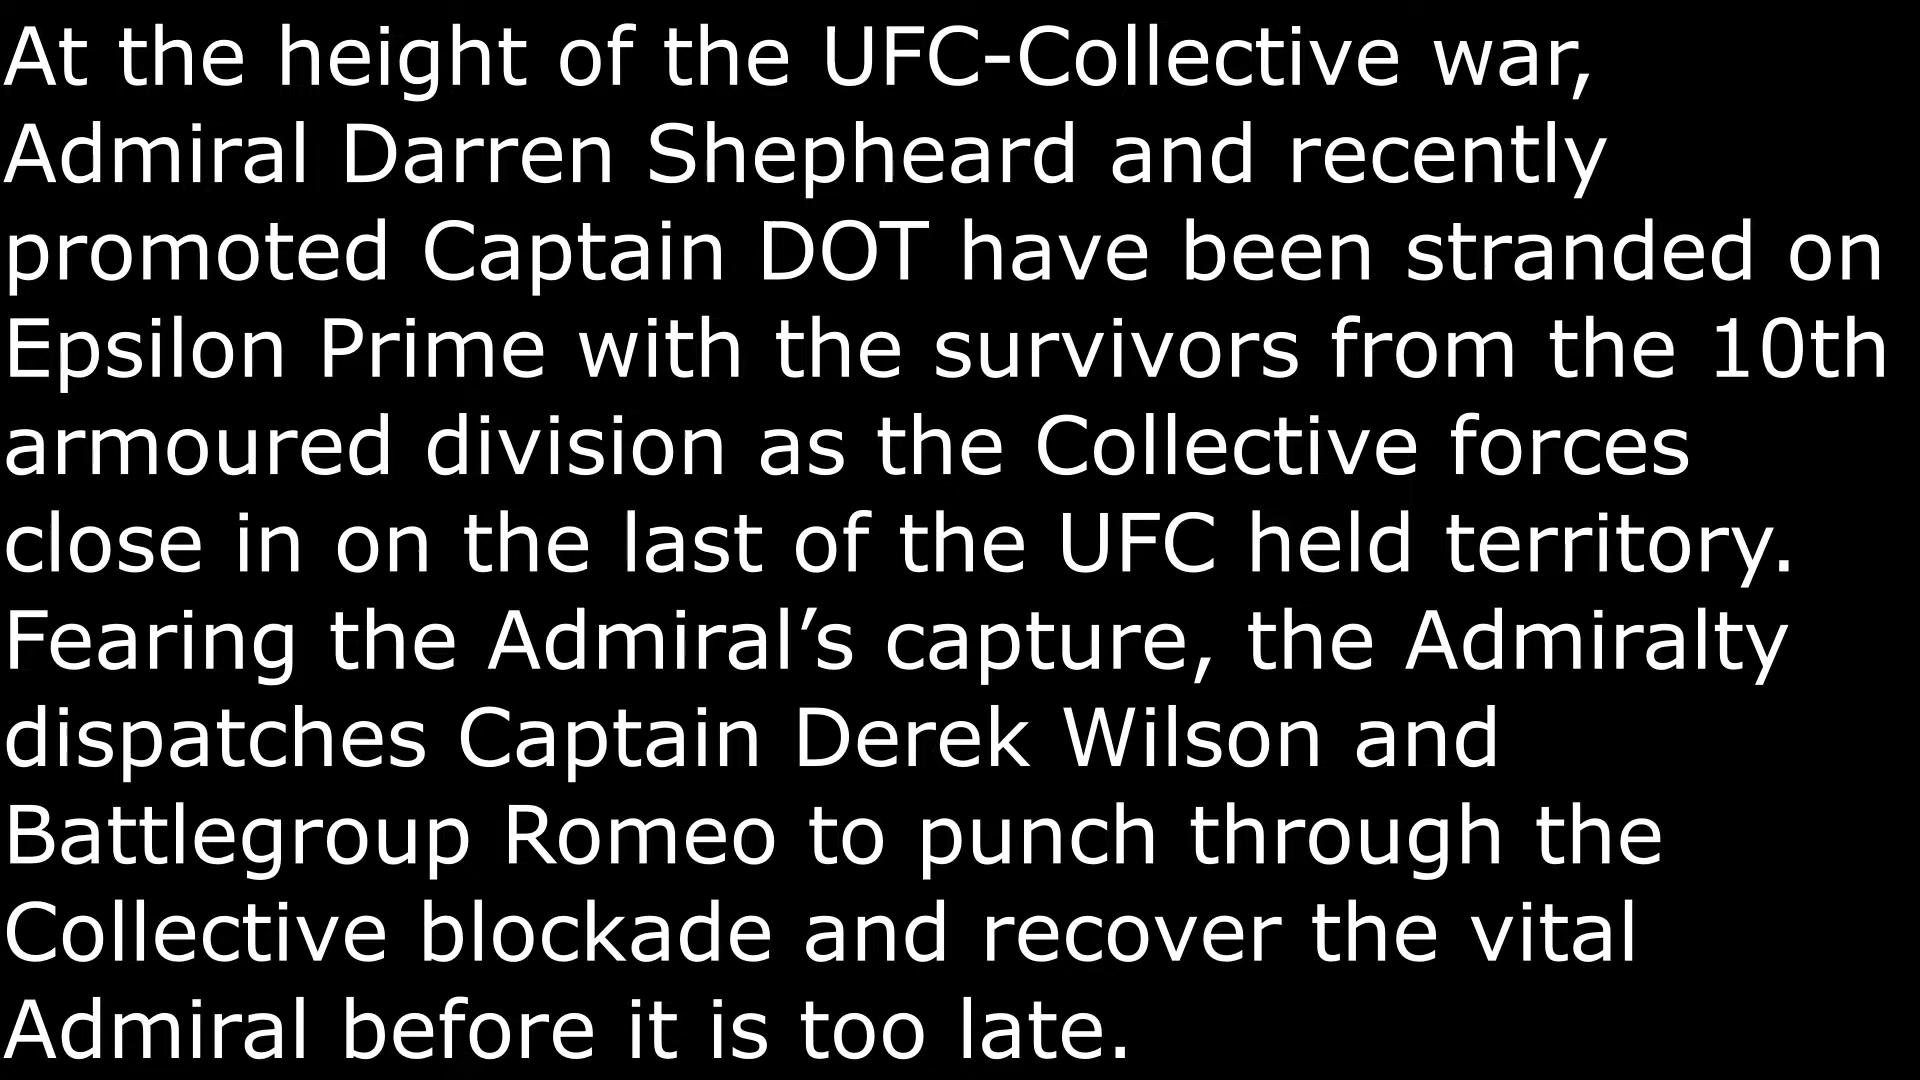 At the height of the UFC-Collective war,
Admiral Darren Shepheard and recently
promoted Captain DOT have been stranded on
Epsilon Prime with the survivors from the 10th
armoured division as the Collective forces
close in on the last of the UFC held territory.
Fearing the Admiral’s capture, the Admiralty
dispatches Captain Derek Wilson and
Battlegroup Romeo to punch through the
Collective blockade and recover the vital
Admiral before it is too late.